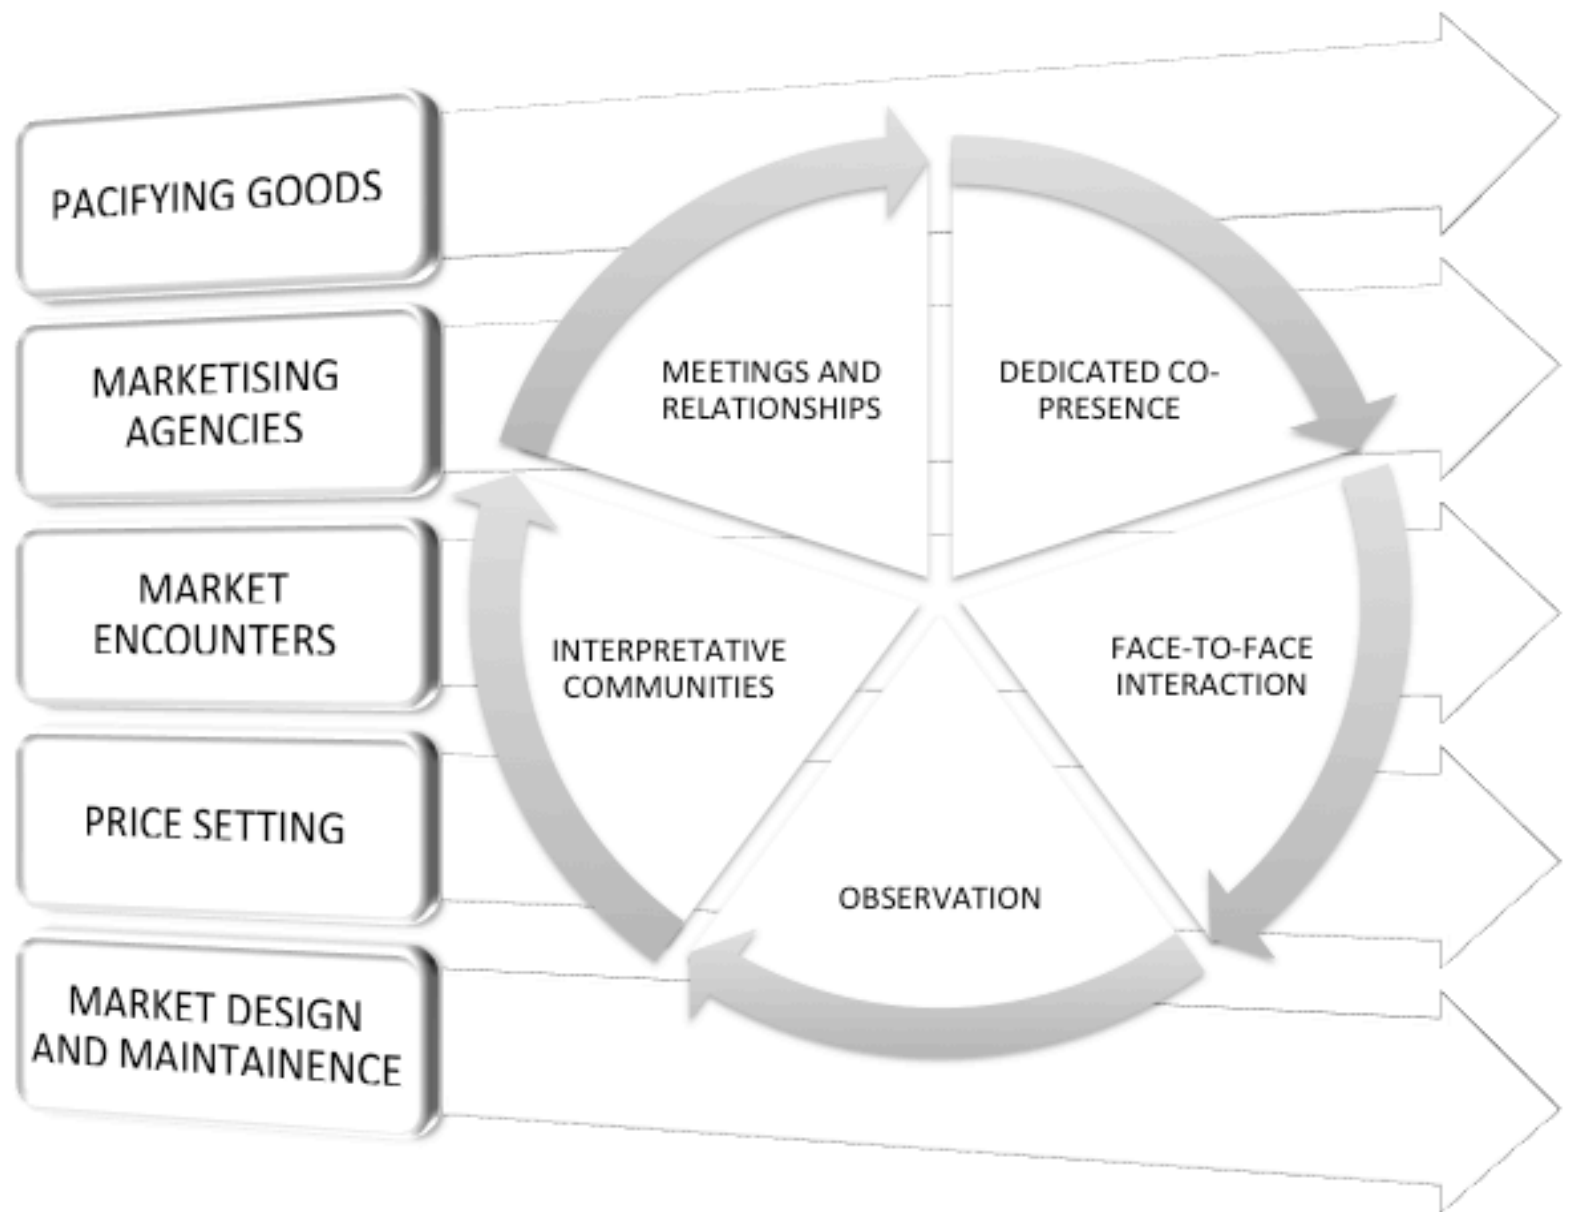 PACIFYING GOODS
MARKETISING
AGENCIES
MARKET
ENCOUNTERS
PRICE SETTING
MARKET DESIGN
AND MAINTAINENCE
MEETINGS AND
RELATIONSHIPS
DEDICATED CO-
PRESENCE
FACE-TO-FACE
INTERACTION
OBSERVATION
INTERPRETATIVE
COMMUNITIES